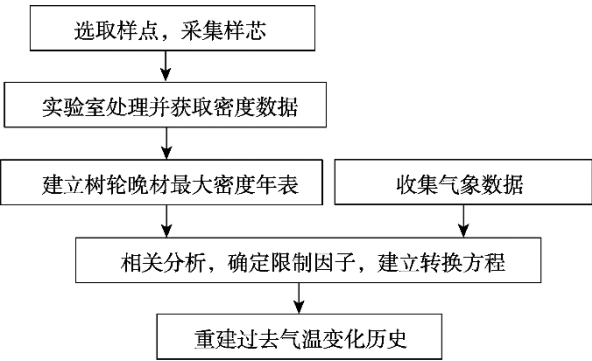 选取样点，采集样芯
实验室处理并获取密度数据
建立树轮晚材最大密度年表
收集气象数据
相关分析，确定限制因子，建立转换方程
重建过去气温变化历史